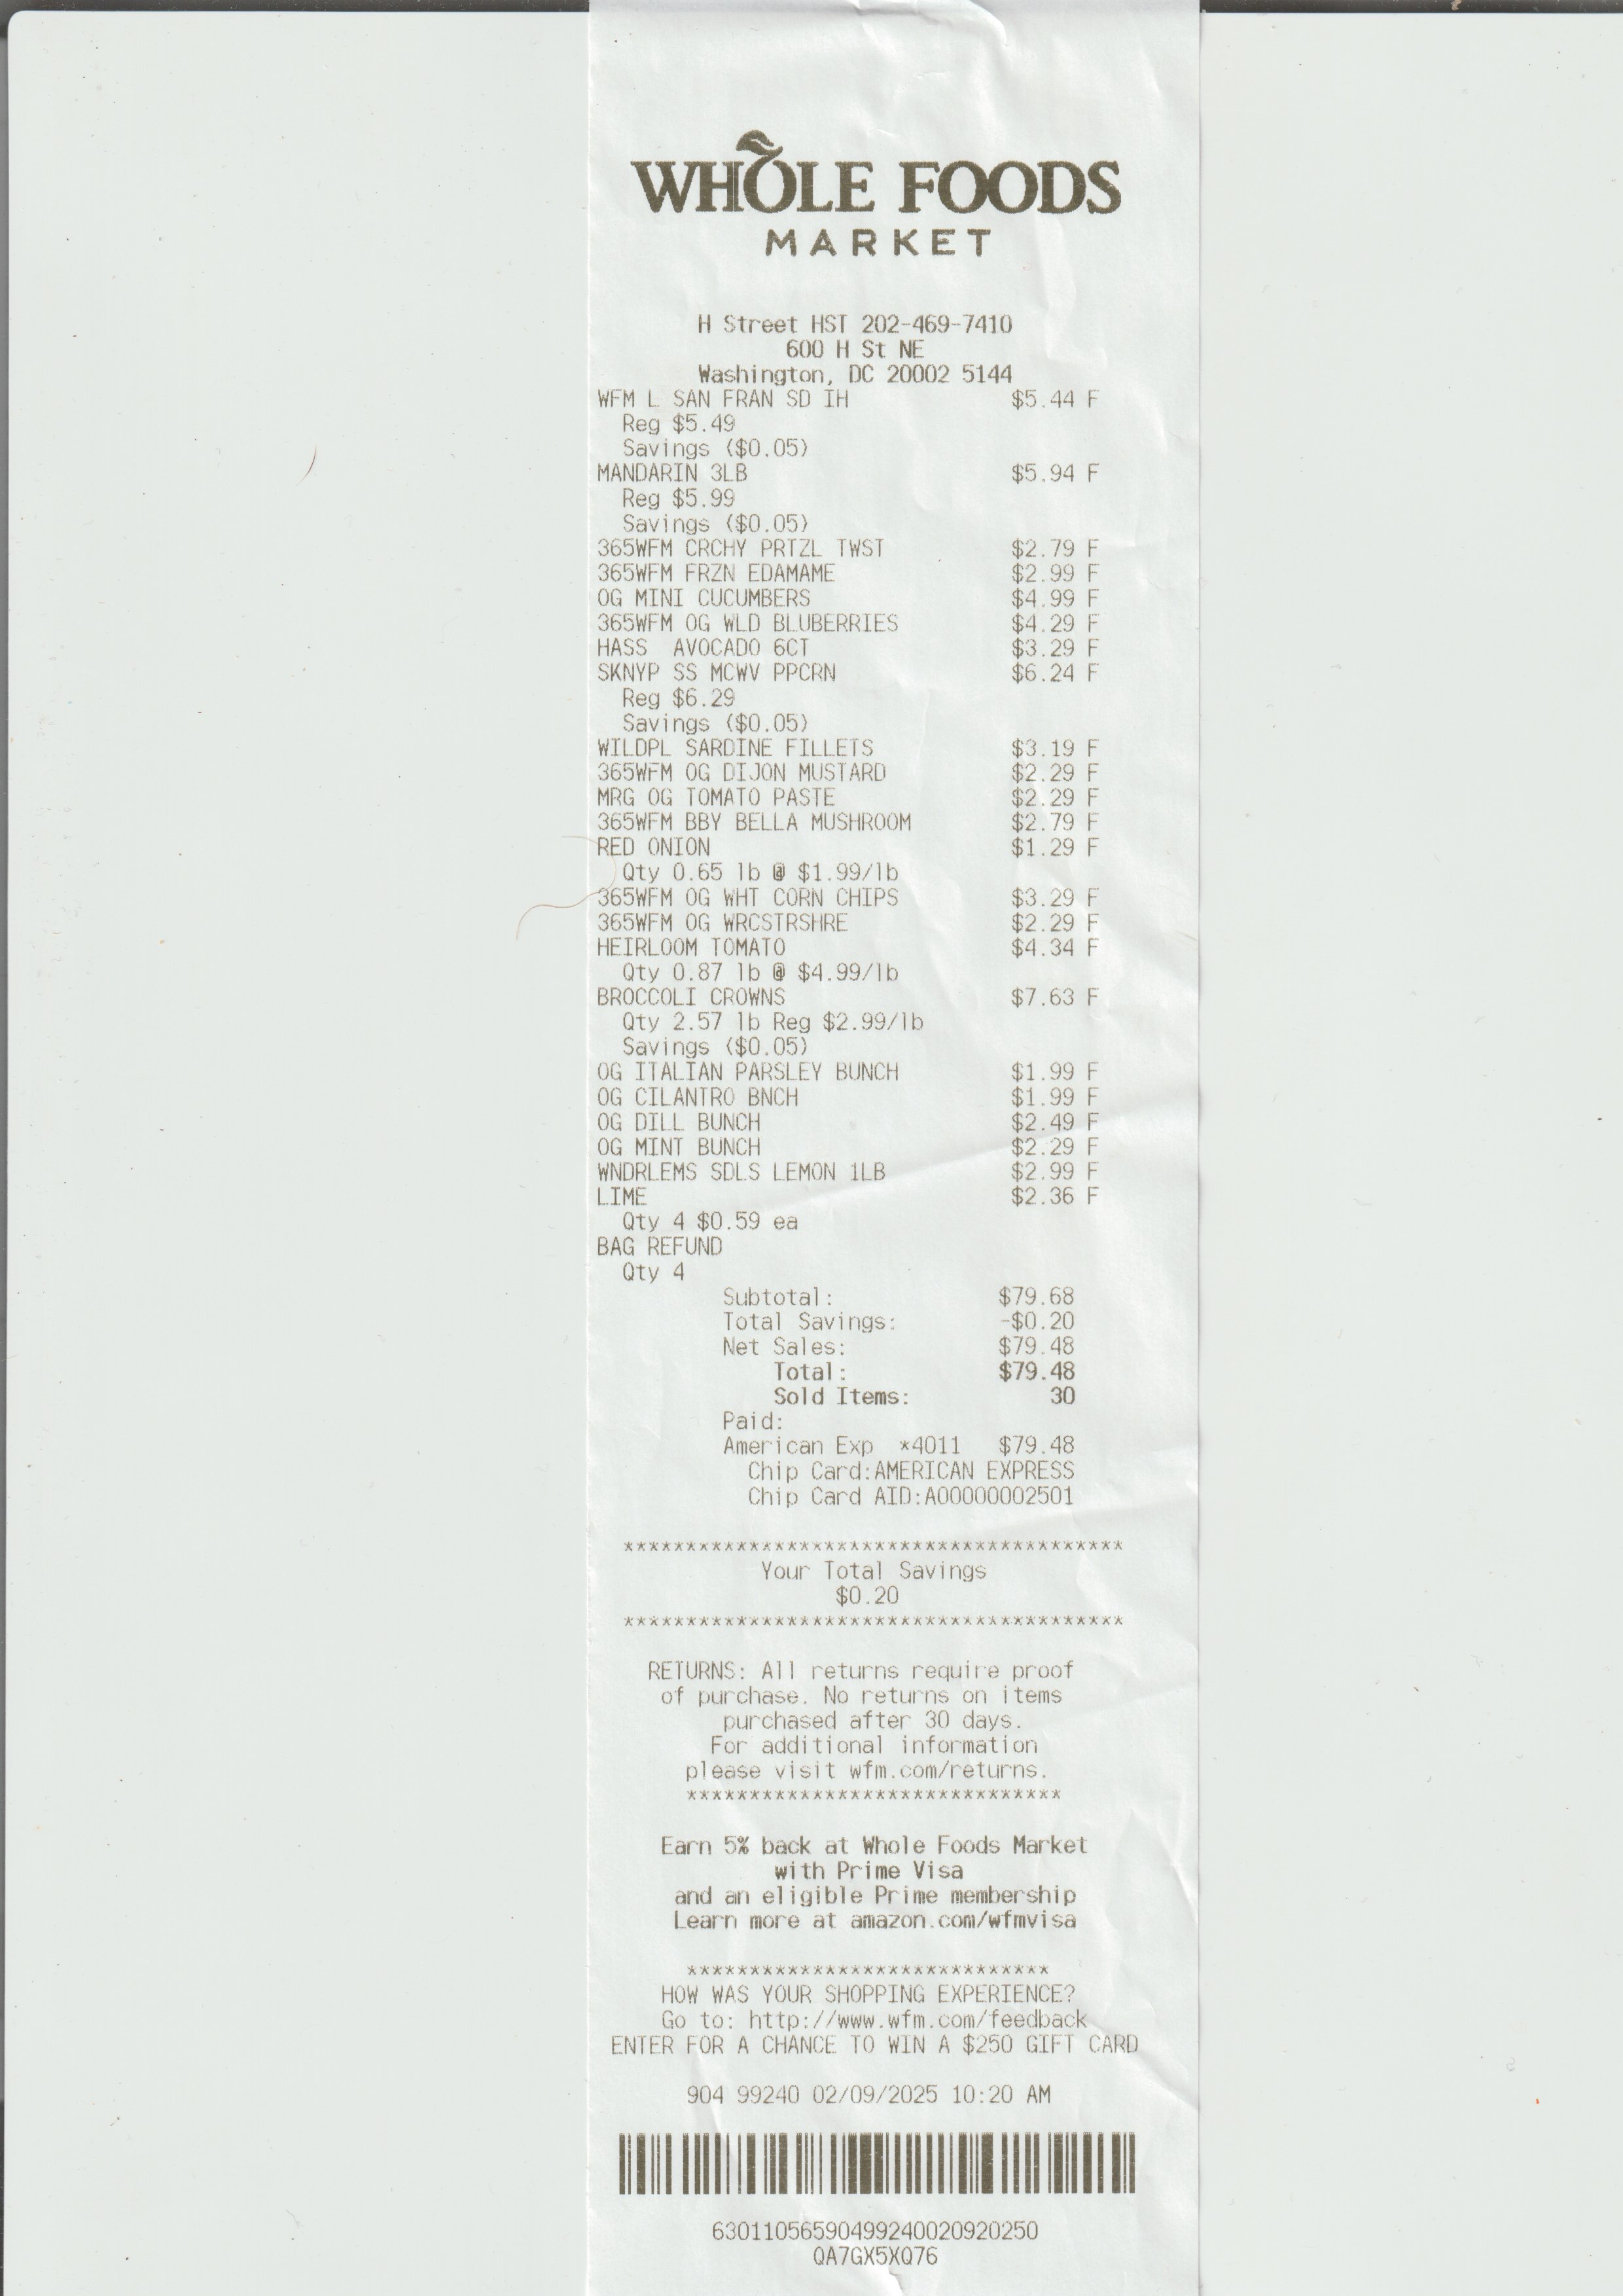 WHOLE FOODS
MARKET
H Street HST 202-469-7410
600 H St NE
Washington, DC 20002 5144
WFM L SAN FRAN SD IH $5.44 F
Reg $5.49
Savings ($0.05)
MANDARIN 3LB $5.94 F
Reg $5.99
Savings ($0.05)
365WFM CRCHY PRTZL TWST $2.79 F
365WFM FRZN EDAMAME $2.99 F
OG MINI CUCUMBERS $4.99 F
365WFM OG WLD BLUBERRIES $4.29 F
HASS AVOCADO 6CT $3.29 F
SKNYP SS MCWV PPCRN $6.24 F
Reg $6.29
Savings ($0.05)
WILDPL SARDINE FILLETS $3.19 F
365WFM OG DIJON MUSTARD $2.29 F
MRG OG TOMATO PASTE $2.29 F
365WFM BBY BELLA MUSHROOM $2.79 F
RED ONION $1.29 F
Qty 0.65 lb @ $1.99/lb
365WFM OG WHT CORN CHIPS $3.29 F
365WFM OG WRCSTRSHRE $2.29 F
HEIRLOOM TOMATO $4.34 F
Qty 0.87 lb @ $4.99/lb
BROCCOLI CROWNS $7.63 F
Qty 2.57 lb Reg $2.99/lb
Savings ($0.05)
OG ITALIAN PARSLEY BUNCH $1.99 F
OG CILANTRO BNCH $1.99 F
OG DILL BUNCH $2.49 F
OG MINT BUNCH $2.29 F
WNDRLEMS SDLS LEMON 1LB $2.99 F
LIME $2.36 F
Qty 4 $0.59 ea
BAG REFUND
Qty 4
Subtotal: $79.68
Total Savings: -$0.20
Net Sales: $79.48
Total: $79.48
Sold Items: 30
Paid:
American Exp *4011 $79.48
Chip Card:AMERICAN EXPRESS
Chip Card AID:A00000002501
****************************************
Your Total Savings
$0.20
****************************************
RETURNS: All returns require proof
of purchase. No returns on items
purchased after 30 days.
For additional information
please visit wfm.com/returns.
******************************
Earn 5% back at Whole Foods Market
with Prime Visa
and an eligible Prime membership
Learn more at amazon.com/wfmvisa
*****************************
HOW WAS YOUR SHOPPING EXPERIENCE?
Go to: http://www.wfm.com/feedback
ENTER FOR A CHANCE TO WIN A $250 GIFT CARD
904 99240 02/09/2025 10:20 AM
63011056590499240020920250
QA7GX5XQ76